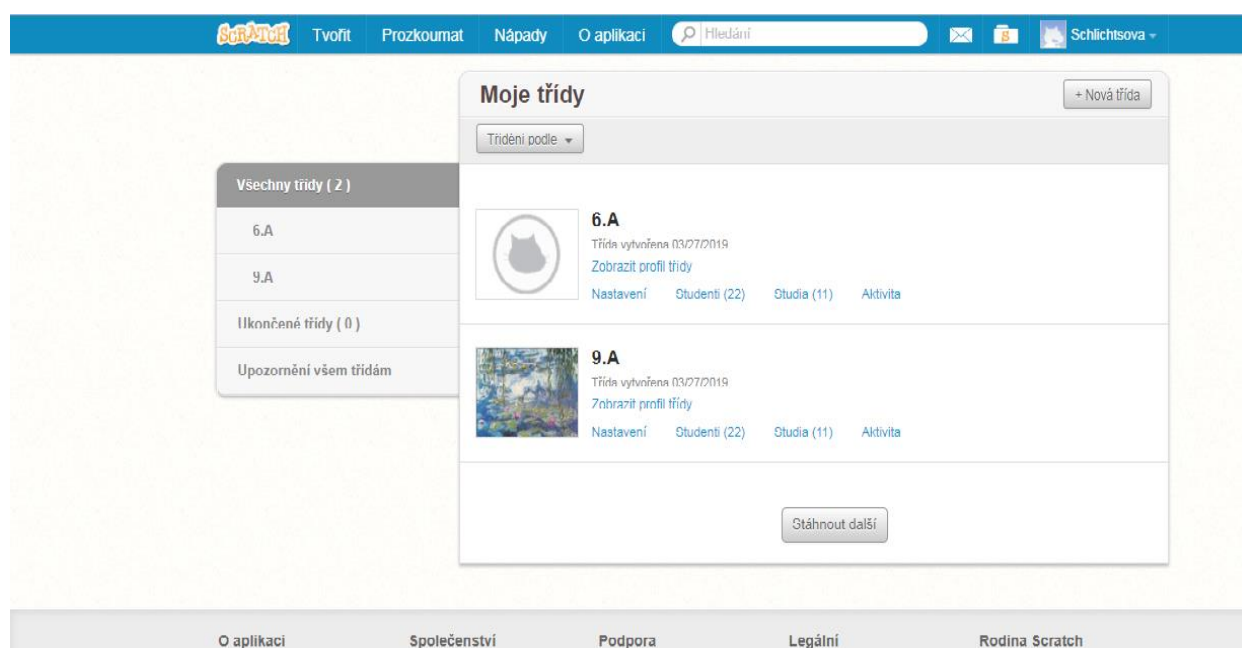 SCRATCH Tvořit Prozkoumat Nápady O aplikaci Hledání S Schlichtsova
Moje třídy
+ Nová třída
Třídění podle
Všechny třídy ( 2 )
6.A
9.A
Ukončené třídy ( 0 )
Upozornění všem třídám
6.A
Třída vytvořena 03/27/2019
Zobrazit profil třídy
Nastavení Studenti (22) Studia (11) Aktivita
9.A
Třída vytvořena 03/27/2019
Zobrazit profil třídy
Nastavení Studenti (22) Studia (11) Aktivita
Stáhnout další
O aplikaci Společenství Podpora Legální Rodina Scratch